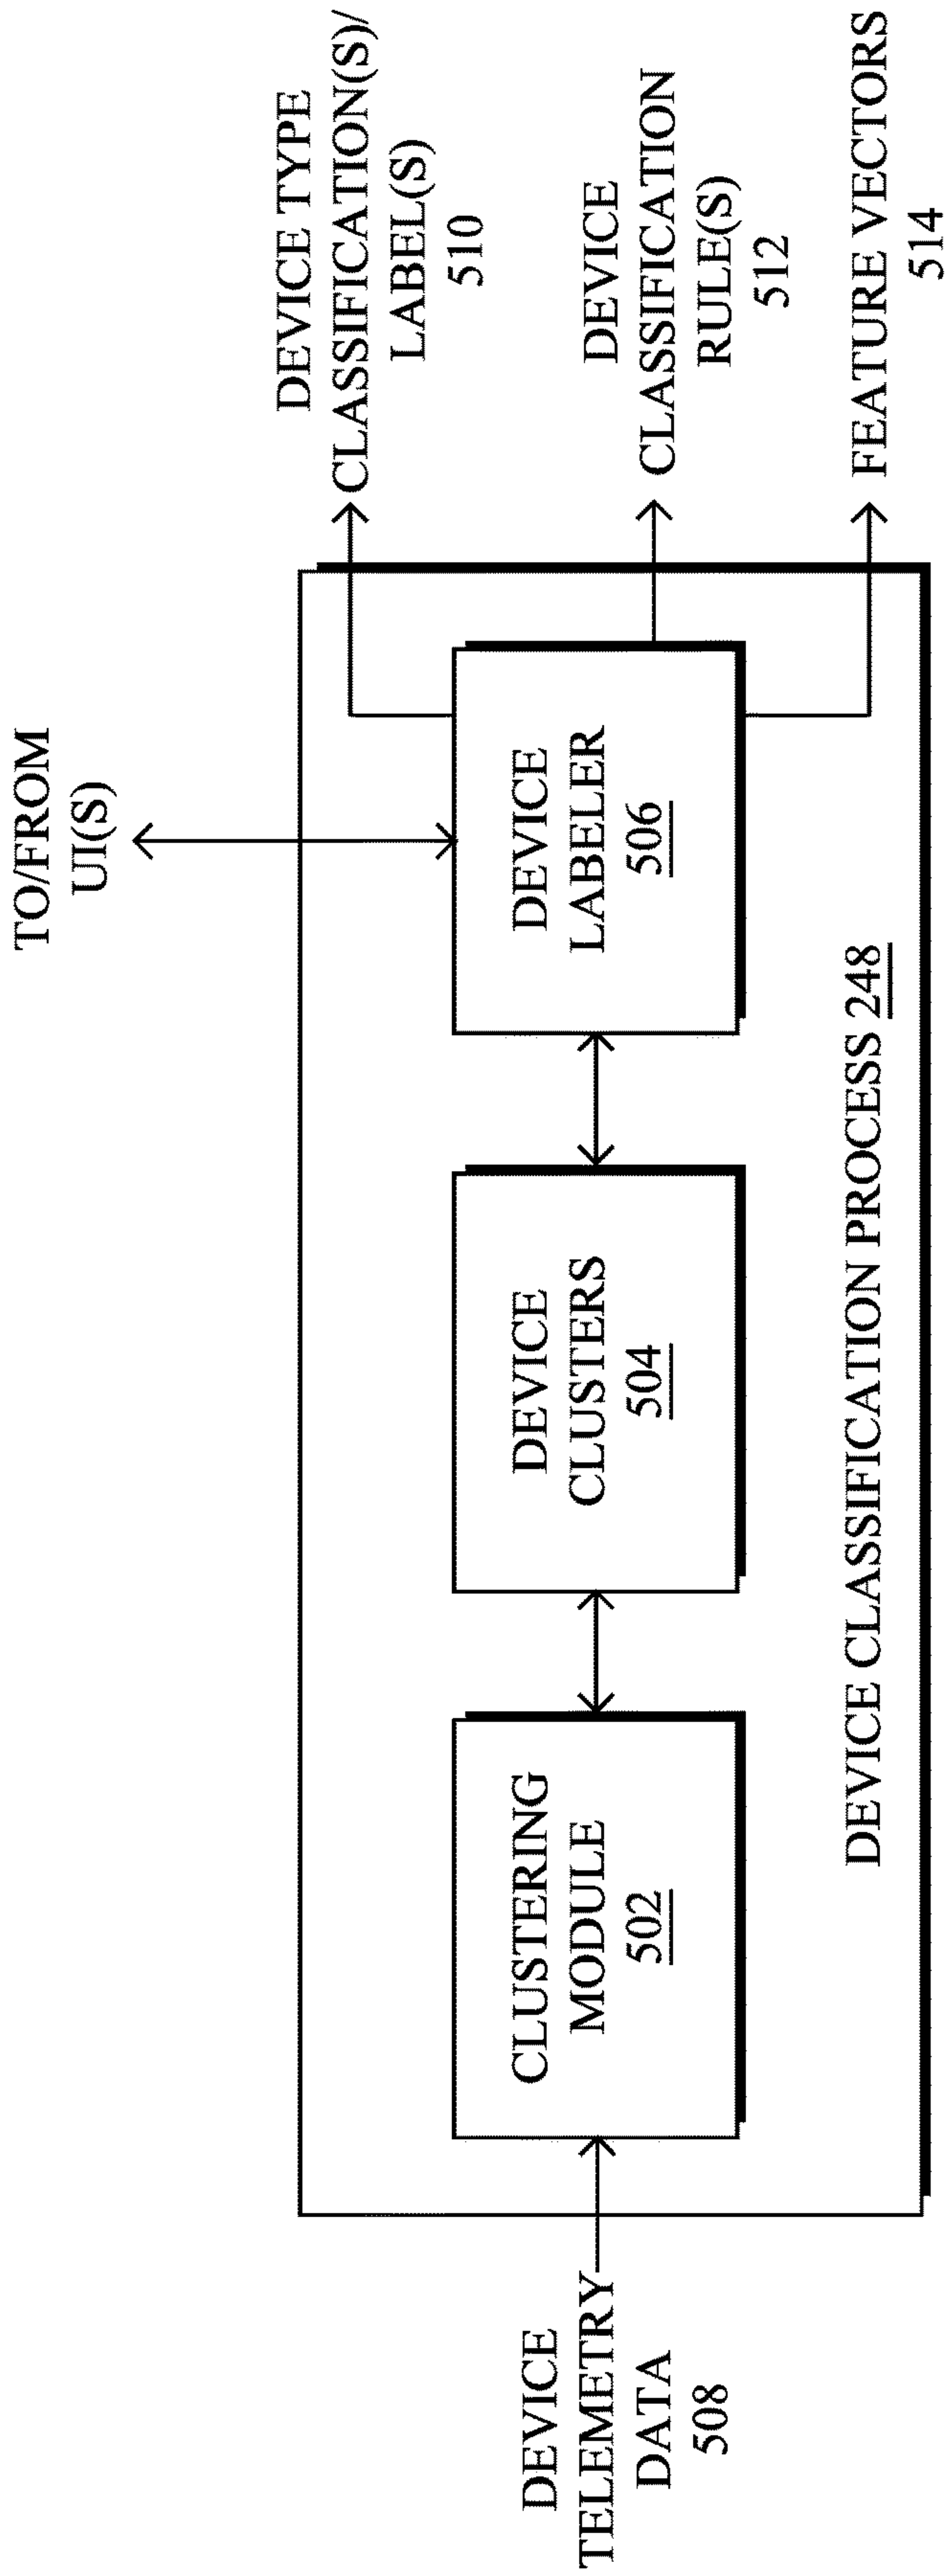 TO/FROM
UI(S)
DEVICE
TELEMETRY
DATA
508
CLUSTERING
MODULE
502
DEVICE
CLUSTERS
504
DEVICE
LABELER
506
DEVICE TYPE
CLASSIFICATION(S)/
LABEL(S)
510
DEVICE
CLASSIFICATION
RULE(S)
512
FEATURE VECTORS
514
DEVICE CLASSIFICATION PROCESS 248